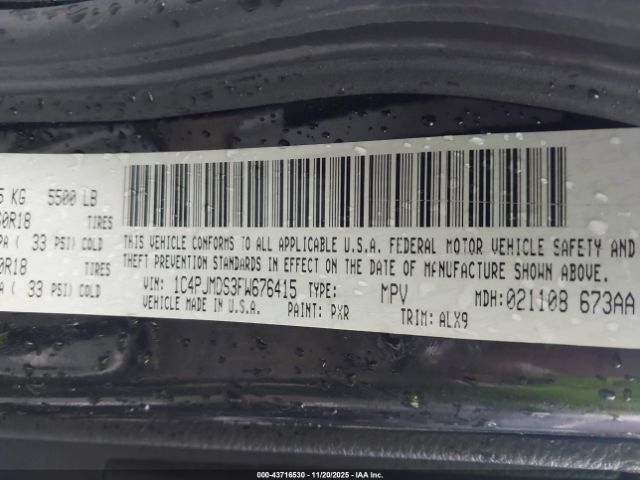 5 KG 5500 LB
60R18 TIRES
PA ( 33 PSI) COLD
0R18 TIRES
A ( 33 PSI) COLD
THIS VEHICLE CONFORMS TO ALL APPLICABLE U.S.A. FEDERAL MOTOR VEHICLE SAFETY AND
THEFT PREVENTION STANDARDS IN EFFECT ON THE DATE OF MANUFACTURE SHOWN ABOVE.
VIN: 1C4PJMDS3FW676415 TYPE: MPV MDH:021108 673AA
VEHICLE MADE IN U.S.A. PAINT: PXR TRIM: ALX9
000-43716530 - 11/20/2025 - COPYRIGHT © IAA, Inc.